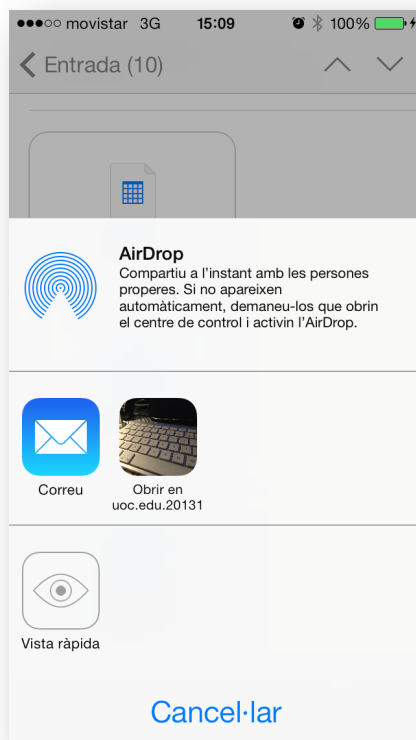 movistar 3G 15:09 100%
Entrada (10)
AirDrop
Compartiu a l'instant amb les persones
properes. Si no apareixen
automàticament, demaneu-los que obrin
el centre de control i activin l'AirDrop.
Correu
Obrir en
uoc.edu.20131
Vista ràpida
Cancel·lar